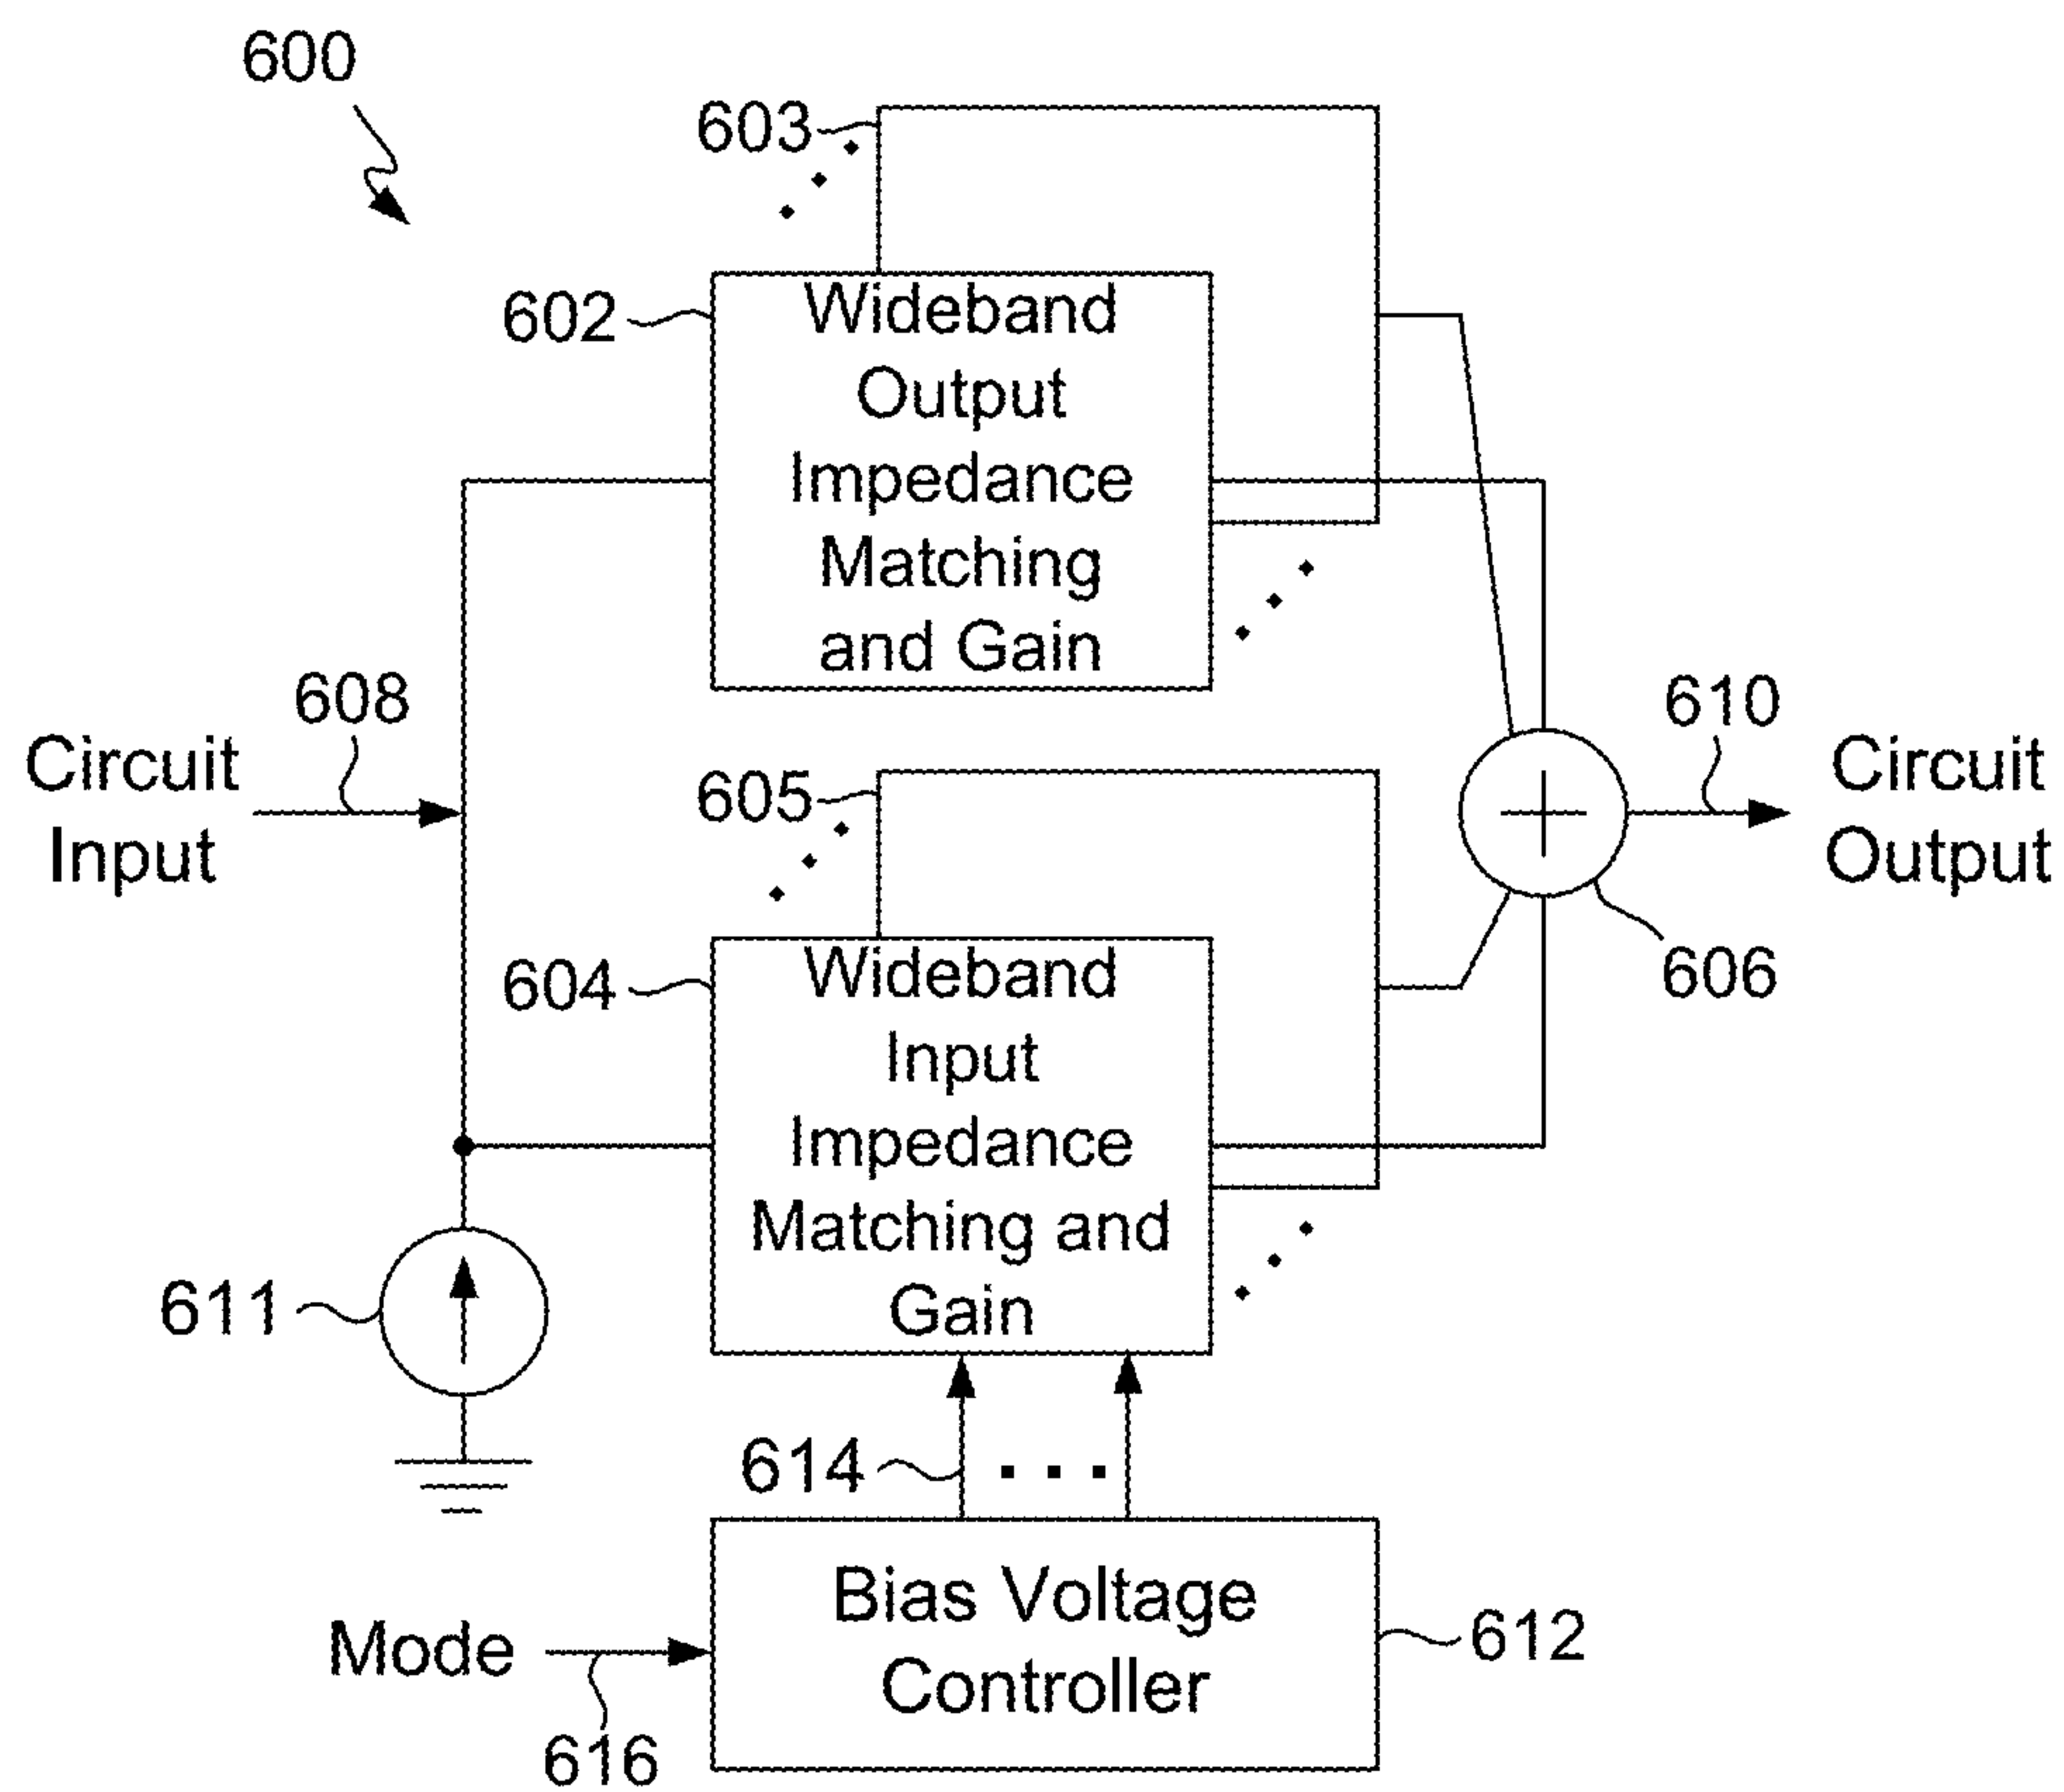 600
603
602
Wideband
Output
Impedance
Matching
and Gain
608
Circuit
Input
610
Circuit
Output
605
606
604
Wideband
Input
Impedance
Matching and
Gain
611
614
Bias Voltage
Controller
612
Mode
616